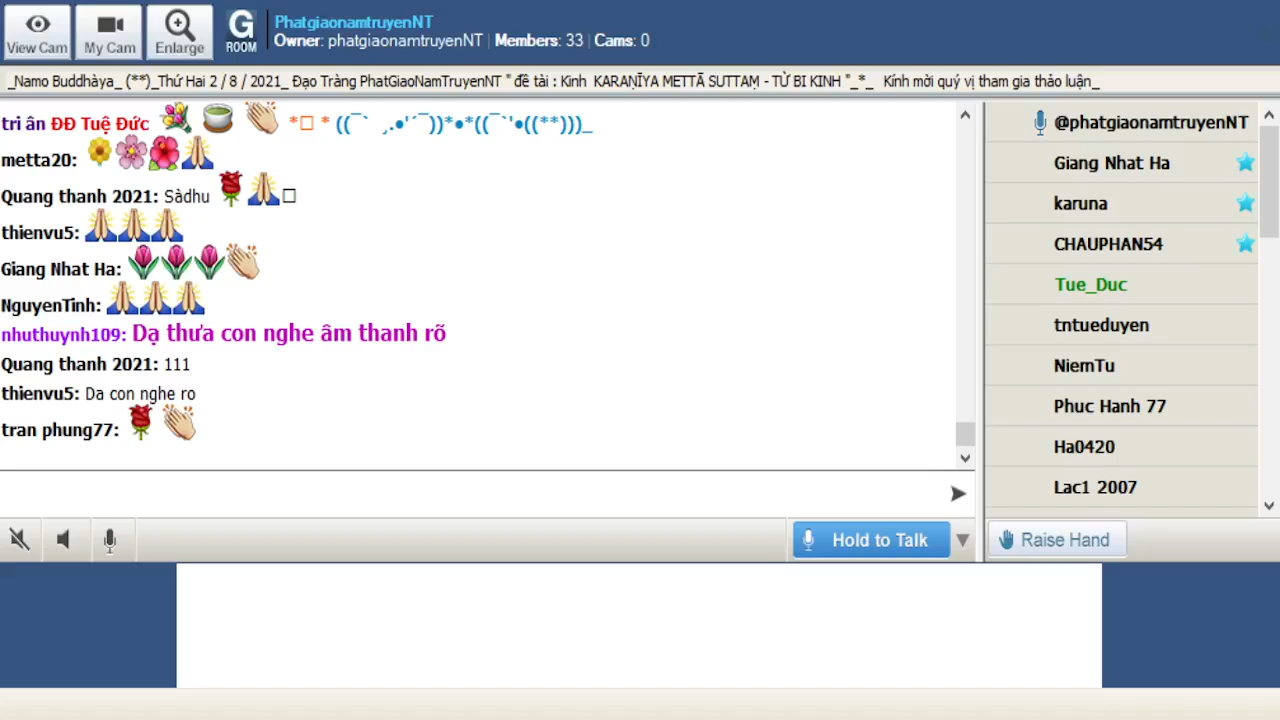 View Cam
My Cam
Enlarge
G
ROOM
PhatgiaonamtruyenNT
Owner: phatgiaonamtruyenNT | Members: 33 | Cams: 0
_Namo Buddhàya_ (**)_Thứ Hai 2 / 8 / 2021_ Đạo Tràng PhatGiaoNamTruyenNT " đề tài : Kinh KARAṆĪYA METTĀ SUTTAṂ - TỪ BI KINH "_*_ Kính mời quý vị tham gia thảo luận_
tri ân ĐĐ Tuệ Đức 💐 🍵 👏 *□ * ((¯` ¸.●'´¯))*●*((¯`'●((**)))_
metta20: 🌼🌸🌺🙏
Quang thanh 2021: Sàdhu 🌹🙏□
thienvu5: 🙏🙏🙏
Giang Nhat Ha: 🌷🌷🌷👏
NguyenTinh: 🙏🙏🙏
nhuthuynh109: Dạ thưa con nghe âm thanh rõ
Quang thanh 2021: 111
thienvu5: Da con nghe ro
tran phung77: 🌹👏
@phatgiaonamtruyenNT
Giang Nhat Ha
karuna
CHAUPHAN54
Tue_Duc
tntueduyen
NiemTu
Phuc Hanh 77
Ha0420
Lac1 2007
Hold to Talk
Raise Hand